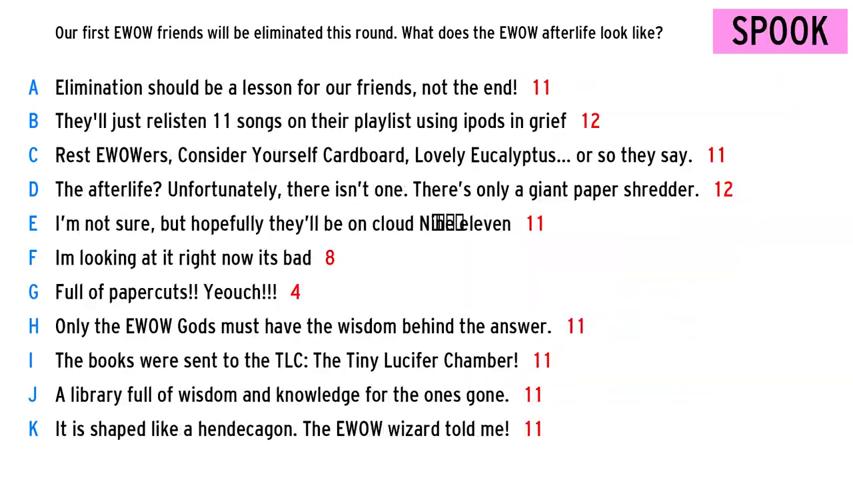 Our first EWOW friends will be eliminated this round. What does the EWOW afterlife look like?
SPOOK
A Elimination should be a lesson for our friends, not the end! 11
B They'll just relisten 11 songs on their playlist using ipods in grief 12
C Rest EWOWers, Consider Yourself Cardboard, Lovely Eucalyptus... or so they say. 11
D The afterlife? Unfortunately, there isn’t one. There’s only a giant paper shredder. 12
E I’m not sure, but hopefully they’ll be on cloud eleven 11
F Im looking at it right now its bad 8
G Full of papercuts!! Yeouch!!! 4
H Only the EWOW Gods must have the wisdom behind the answer. 11
I The books were sent to the TLC: The Tiny Lucifer Chamber! 11
J A library full of wisdom and knowledge for the ones gone. 11
K It is shaped like a hendecagon. The EWOW wizard told me! 11